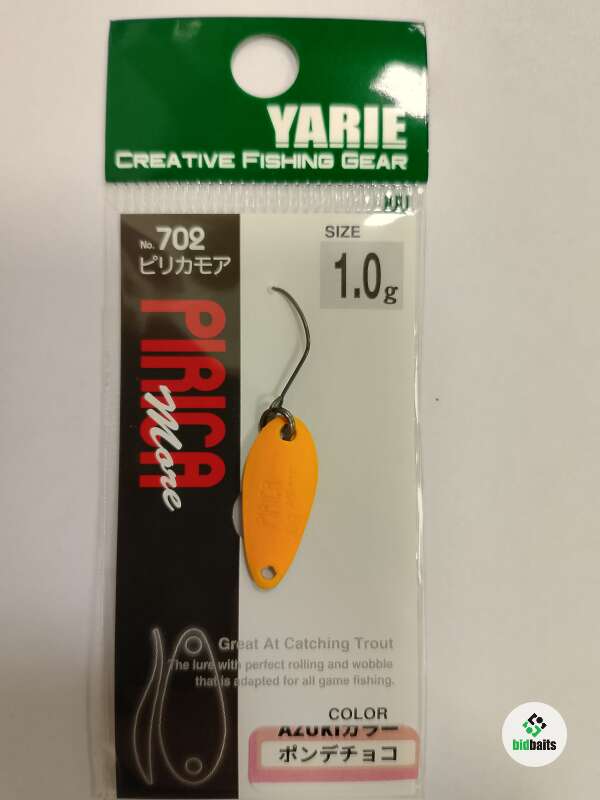 YARIE
CREATIVE FISHING GEAR
No.702
ピリカモア
SIZE
1.0g
PIRICA
More
PIRICA
Great At Catching Trout
The lure with perfect rolling and wobble
that is adapted for all game fishing.
COLOR
AZUKIカラー
ポンデチョコ
bidbaits